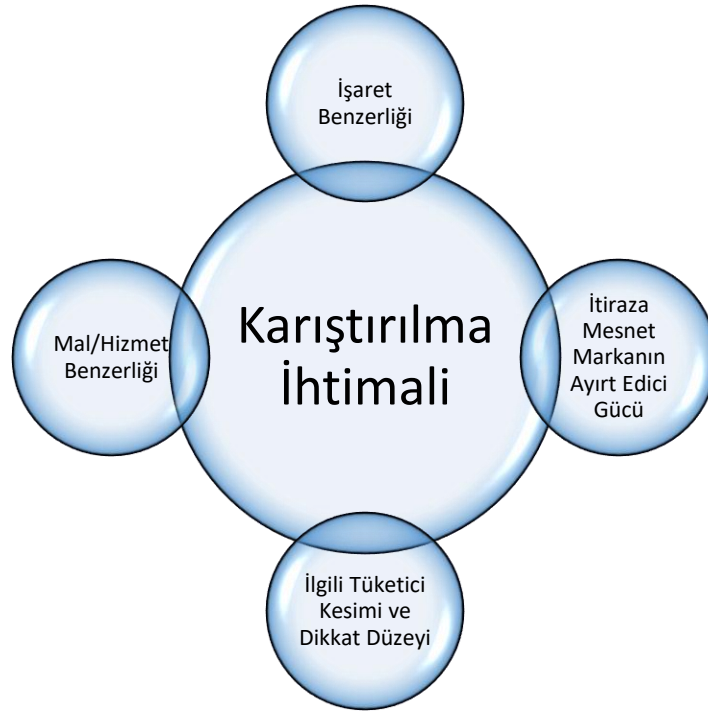 İşaret
Benzerliği
Mal/Hizmet
Benzerliği
Karıştırılma
İhtimali
İtiraza
Mesnet
Markanın
Ayırt Edici
Gücü
İlgili Tüketici
Kesimi ve
Dikkat Düzeyi